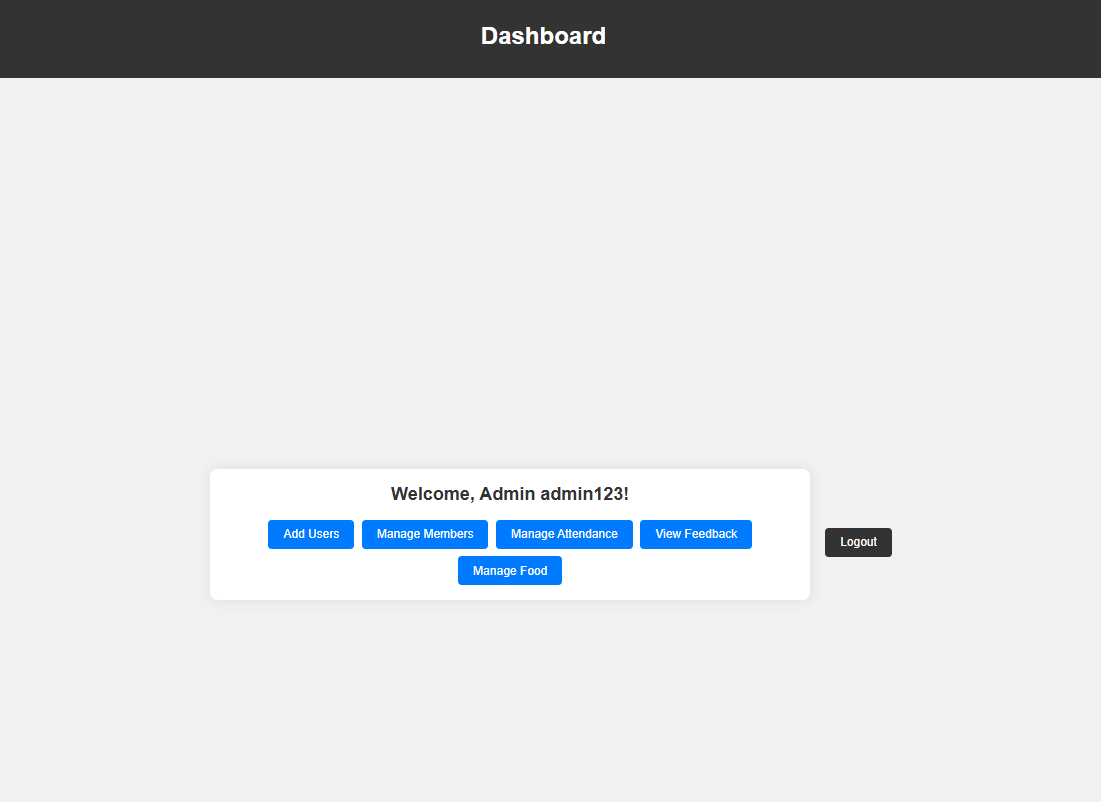 Dashboard
Welcome, Admin admin123!
Add Users Manage Members Manage Attendance View Feedback
Manage Food
Logout